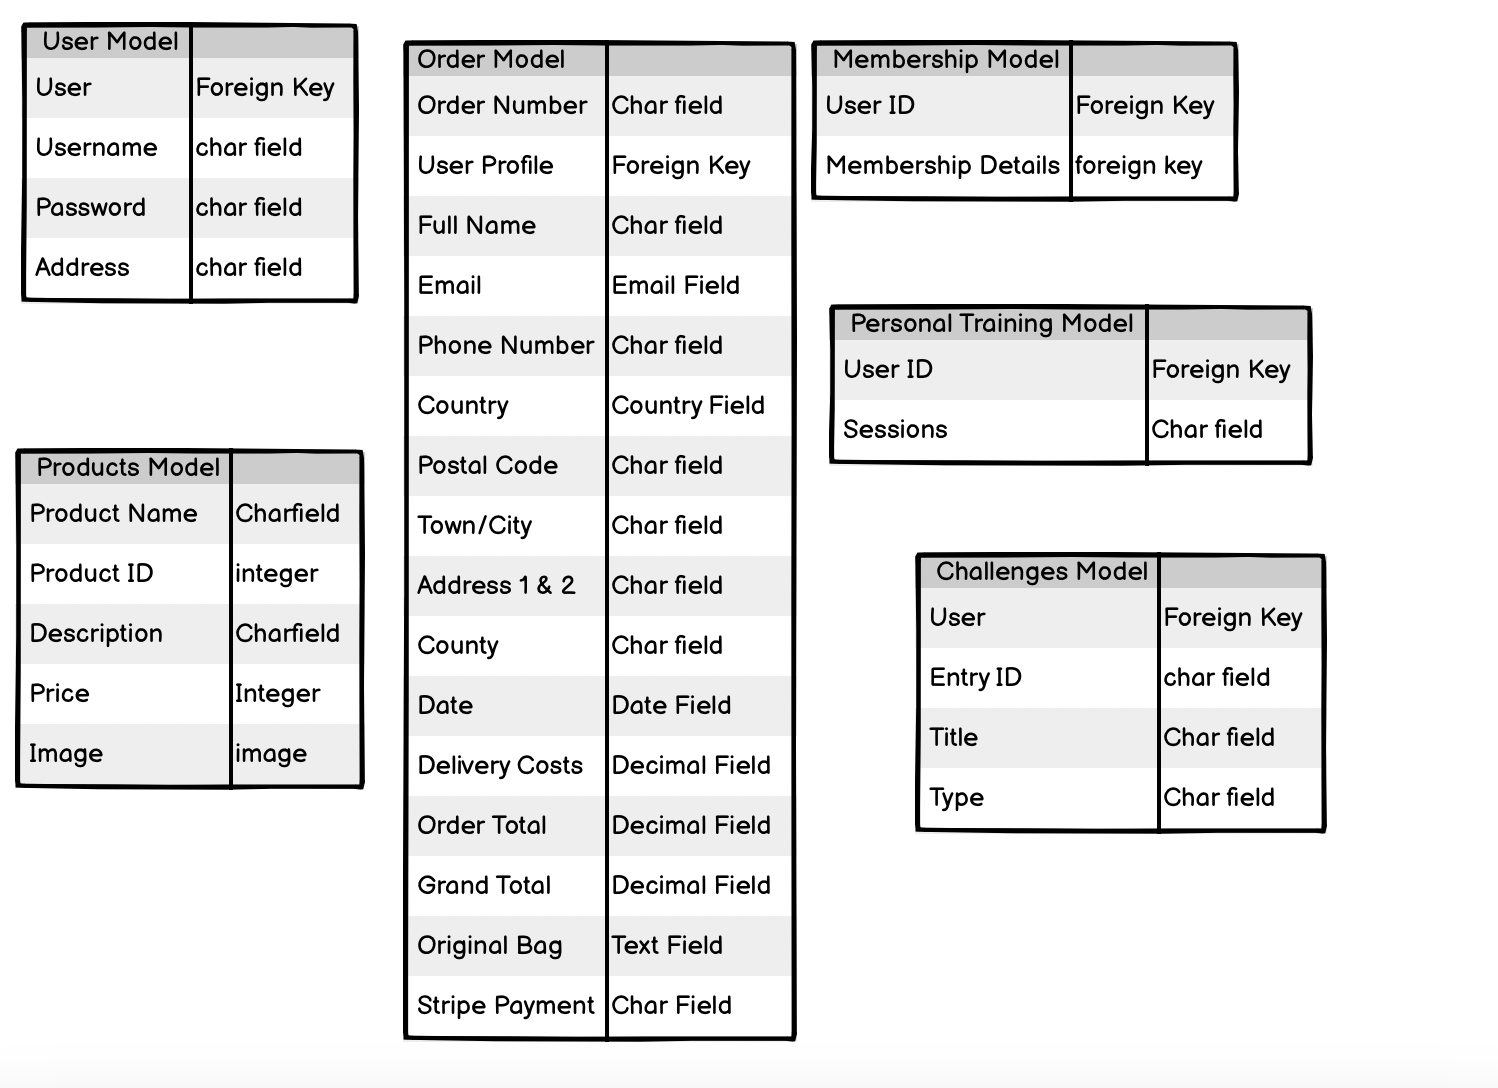 User Model
User Foreign Key
Username char field
Password char field
Address char field
Products Model
Product Name Charfield
Product ID integer
Description Charfield
Price Integer
Image image
Order Model
Order Number Char field
User Profile Foreign Key
Full Name Char field
Email Email Field
Phone Number Char field
Country Country Field
Postal Code Char field
Town/City Char field
Address 1 & 2 Char field
County Char field
Date Date Field
Delivery Costs Decimal Field
Order Total Decimal Field
Grand Total Decimal Field
Original Bag Text Field
Stripe Payment Char Field
Membership Model
User ID Foreign Key
Membership Details foreign key
Personal Training Model
User ID Foreign Key
Sessions Char field
Challenges Model
User Foreign Key
Entry ID char field
Title Char field
Type Char field